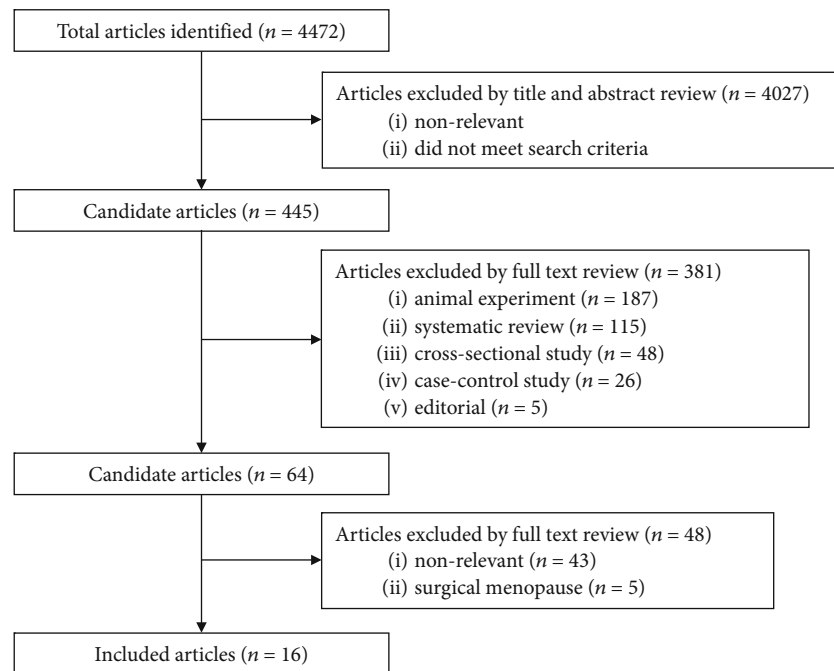 Total articles identified (n = 4472)
Articles excluded by title and abstract review (n = 4027)
(i) non-relevant
(ii) did not meet search criteria
Candidate articles (n = 445)
Articles excluded by full text review (n = 381)
(i) animal experiment (n = 187)
(ii) systematic review (n = 115)
(iii) cross-sectional study (n = 48)
(iv) case-control study (n = 26)
(v) editorial (n = 5)
Candidate articles (n = 64)
Articles excluded by full text review (n = 48)
(i) non-relevant (n = 43)
(ii) surgical menopause (n = 5)
Included articles (n = 16)